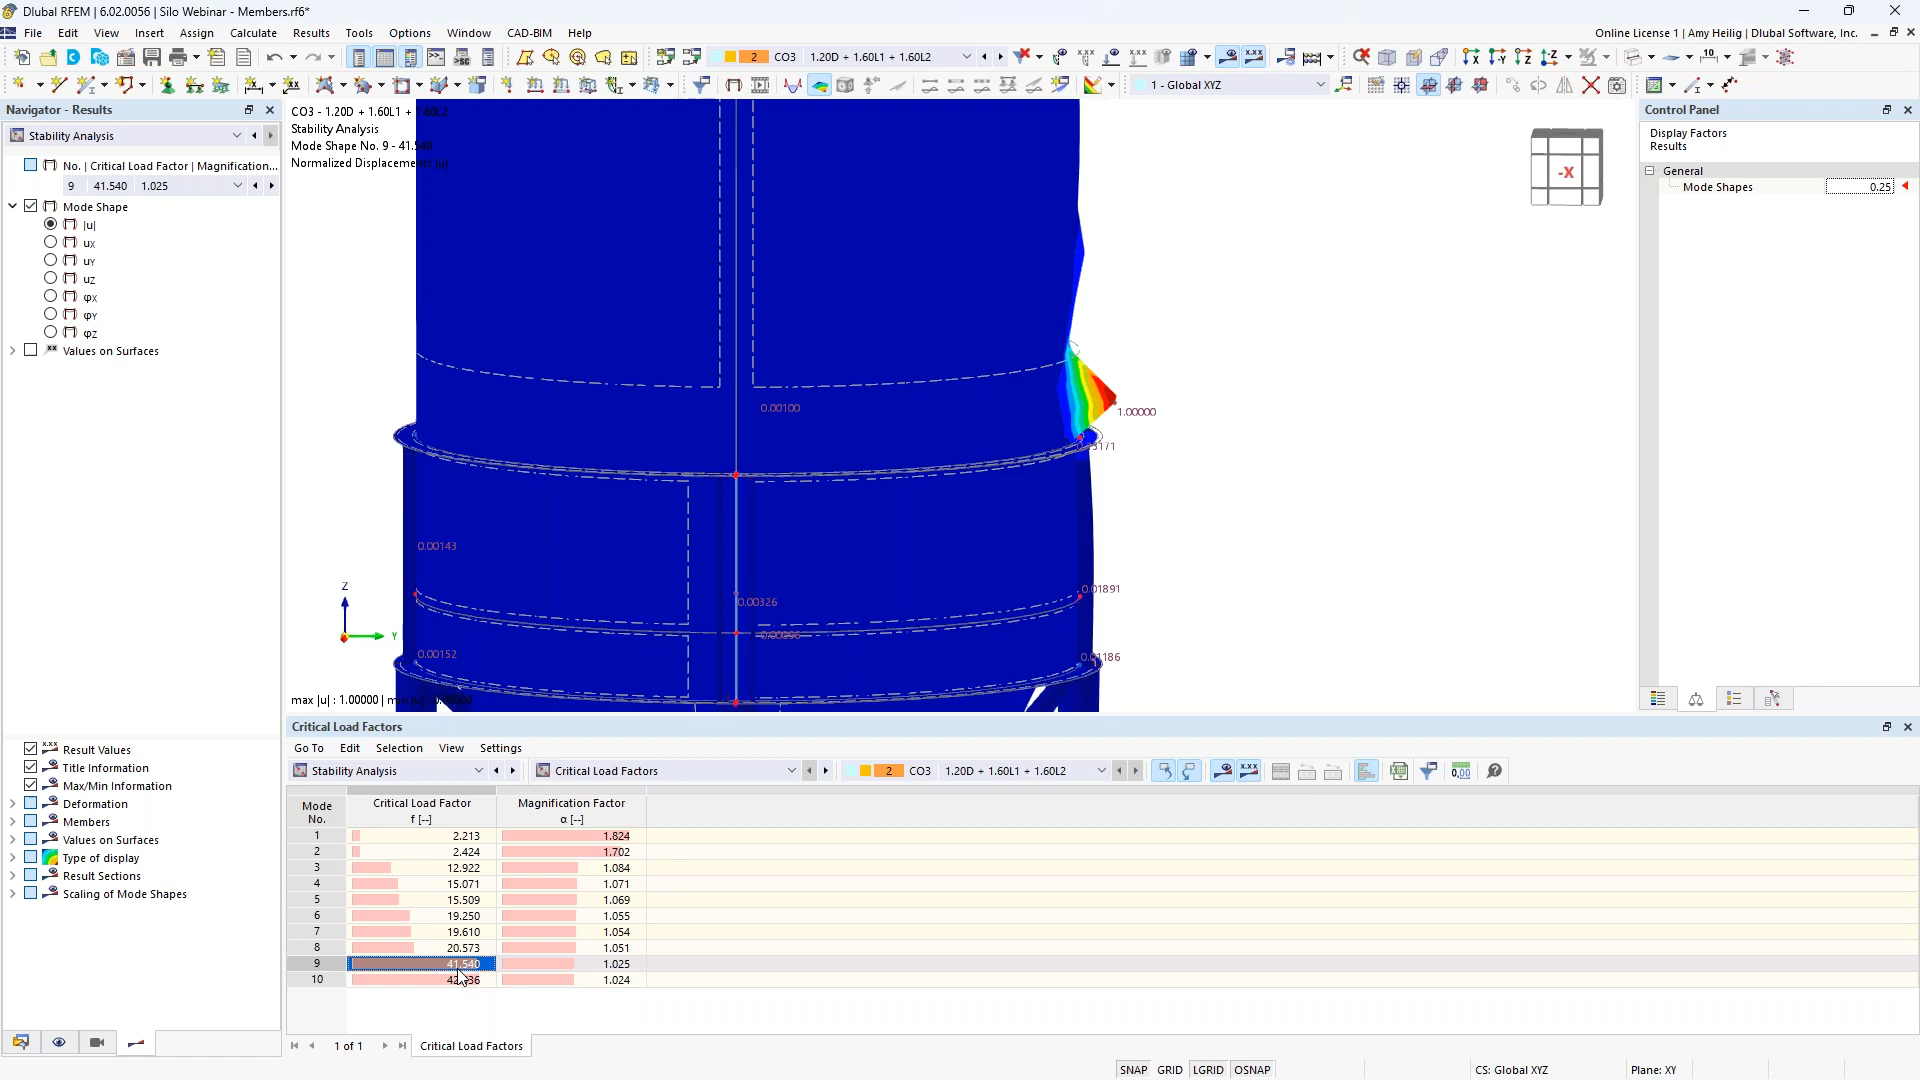 Dlubal RFEM | 6.02.0056 | Silo Webinar - Members.rf6*
File Edit View Insert Assign Calculate Results Tools Options Window CAD-BIM Help
Online License 1 | Amy Heilig | Dlubal Software, Inc.
2 CO3 1.20D + 1.60L1 + 1.60L2
1 - Global XYZ
Navigator - Results
Stability Analysis
No. | Critical Load Factor | Magnification...
9 41.540 1.025
Mode Shape
|u|
uX
uY
uZ
φX
φY
φZ
Values on Surfaces
Result Values
Title Information
Max/Min Information
Deformation
Members
Values on Surfaces
Type of display
Result Sections
Scaling of Mode Shapes
CO3 - 1.20D + 1.60L1 + 1.60L2
Stability Analysis
Mode Shape No. 9 - 41.540
Normalized Displacements |u|
0.00100
1.00000
0.00143
0.00326
0.01891
0.00152
0.01186
Z
Y
-X
max |u| : 1.00000 | min |u| : 0.00000
Control Panel
Display Factors
Results
General
Mode Shapes 0.25
Critical Load Factors
Go To Edit Selection View Settings
Stability Analysis Critical Load Factors 2 CO3 1.20D + 1.60L1 + 1.60L2
Mode No. Critical Load Factor f [--] Magnification Factor α [--]
1 2.213 1.824
2 2.424 1.702
3 12.922 1.084
4 15.071 1.071
5 15.509 1.069
6 19.250 1.055
7 19.610 1.054
8 20.573 1.051
9 41.540 1.025
10 1.024
1 of 1 Critical Load Factors
SNAP GRID LGRID OSNAP CS: Global XYZ Plane: XY